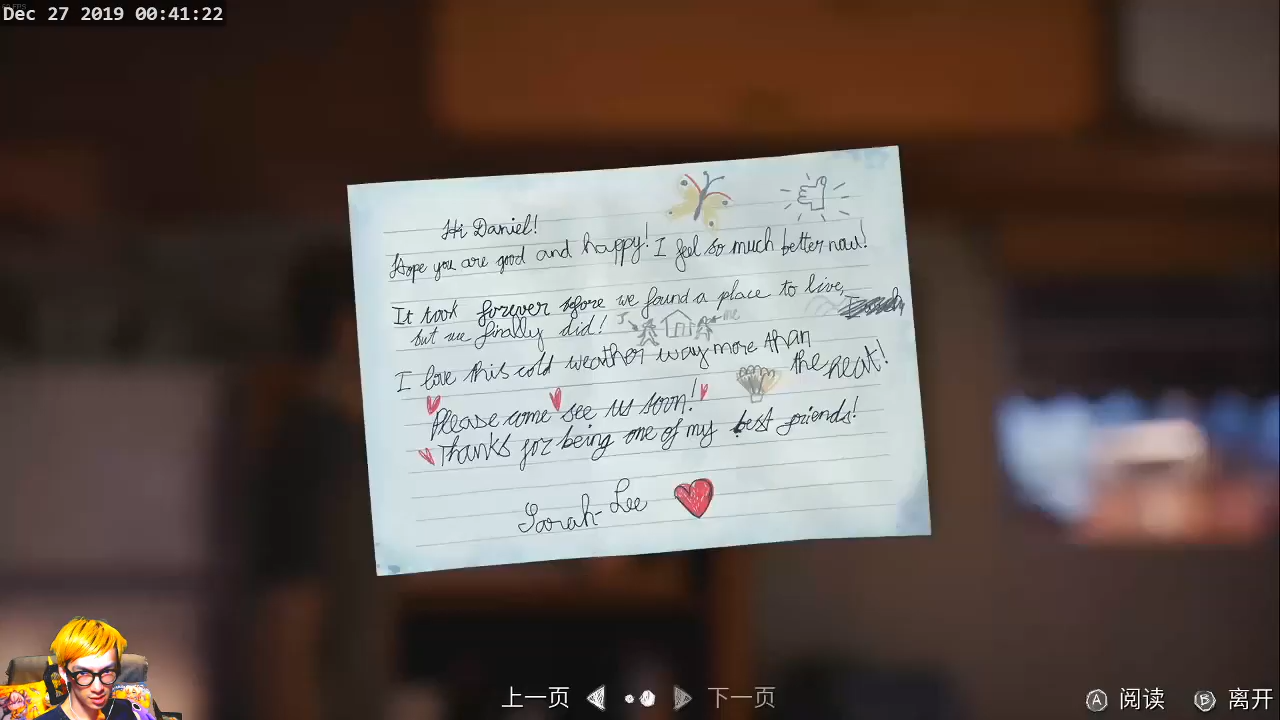 Dec 27 2019 00:41:22
Hi Daniel!
Hope you are good and happy! I feel so much better now!
It took forever before we found a place to live,
but we finally did! J me
I love this cold weather way more than
the heat!
Please come see us soon!
Thanks for being one of my best friends!
Sarah-Lee
上一页 下一页 A 阅读 B 离开